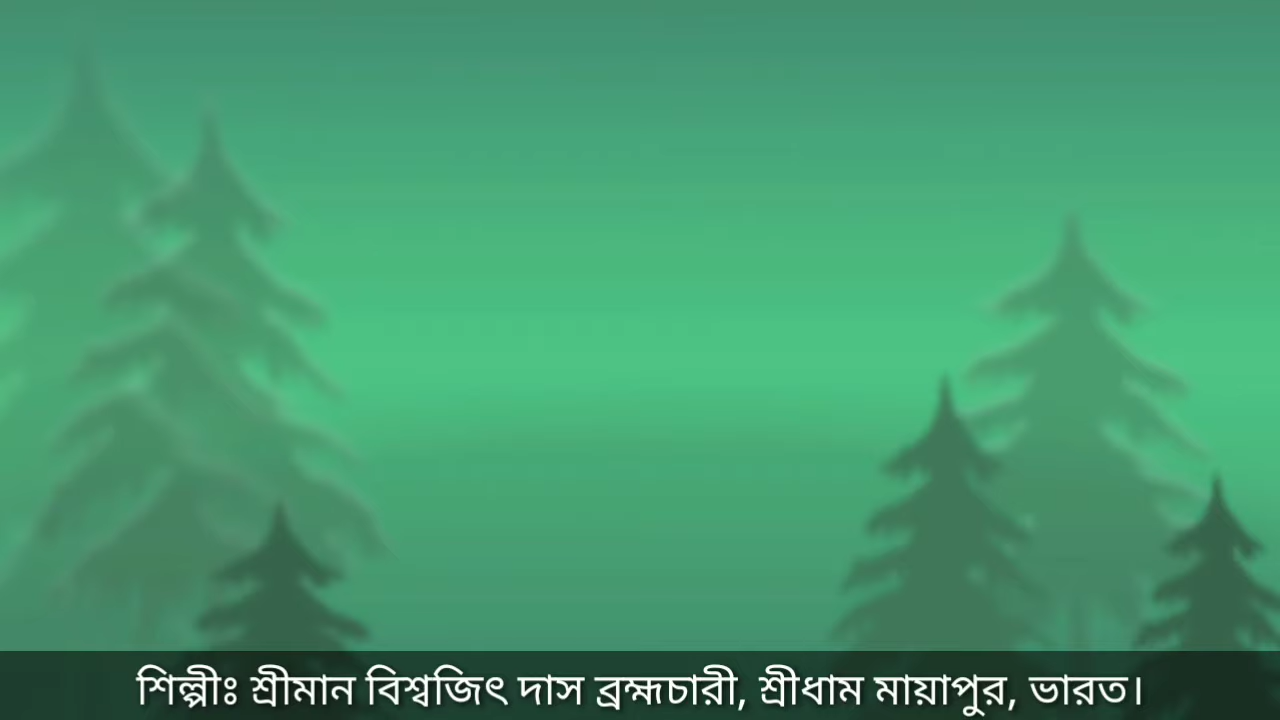 শিল্পীঃ শ্রীমান বিশ্বজিৎ দাস ব্রহ্মচারী, শ্রীধাম মায়াপুর, ভারত।